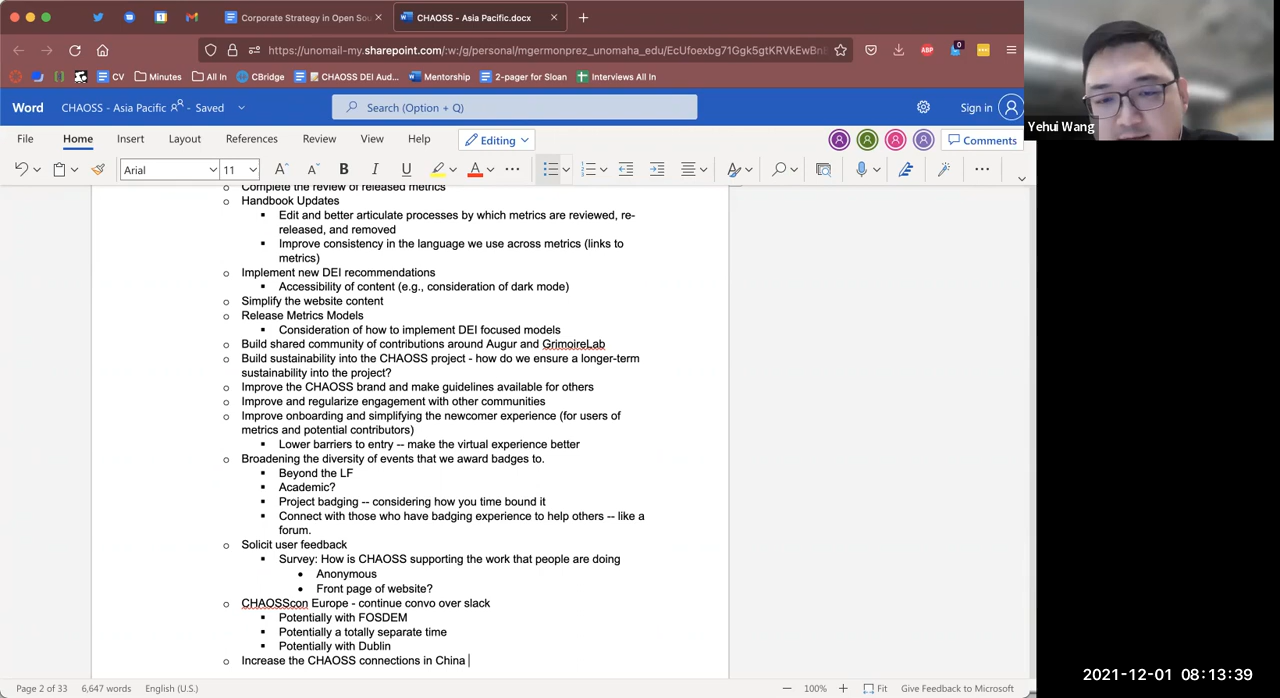 Corporate Strategy in Open Sou
CHAOSS - Asia Pacific.docx
https://unomail-my.sharepoint.com/:w:/g/personal/mgermonprez_unomaha_edu/EcUfoexbg71Ggk5gtKRVkEwBn
CV
Minutes
All In
CBridge
CHAOSS DEI Aud...
Mentorship
2-pager for Sloan
Interviews All In
Word
CHAOSS - Asia Pacific - Saved
Search (Option + Q)
Sign in
Yehui Wang
File
Home
Insert
Layout
References
Review
View
Help
Editing
Comments
Arial
11
Complete the review of released metrics
Handbook Updates
Edit and better articulate processes by which metrics are reviewed, re-
released, and removed
Improve consistency in the language we use across metrics (links to
metrics)
Implement new DEI recommendations
Accessibility of content (e.g., consideration of dark mode)
Simplify the website content
Release Metrics Models
Consideration of how to implement DEI focused models
Build shared community of contributions around Augur and GrimoireLab
Build sustainability into the CHAOSS project - how do we ensure a longer-term
sustainability into the project?
Improve the CHAOSS brand and make guidelines available for others
Improve and regularize engagement with other communities
Improve onboarding and simplifying the newcomer experience (for users of
metrics and potential contributors)
Lower barriers to entry -- make the virtual experience better
Broadening the diversity of events that we award badges to.
Beyond the LF
Academic?
Project badging -- considering how you time bound it
Connect with those who have badging experience to help others -- like a
forum.
Solicit user feedback
Survey: How is CHAOSS supporting the work that people are doing
Anonymous
Front page of website?
CHAOSScon Europe - continue convo over slack
Potentially with FOSDEM
Potentially a totally separate time
Potentially with Dublin
Increase the CHAOSS connections in China
Page 2 of 33
6,647 words
English (U.S.)
100%
Fit
Give Feedback to Microsoft
2021-12-01 08:13:39